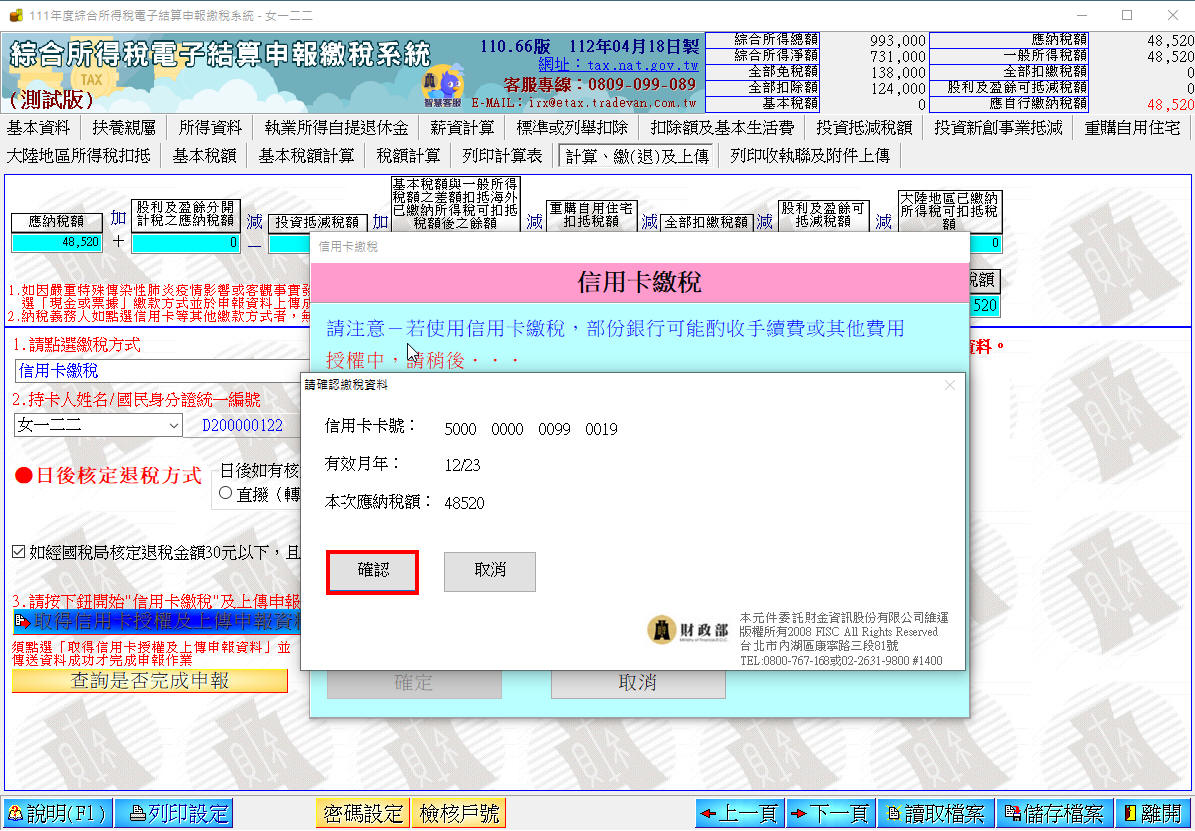 111年度綜合所得稅電子結算申報繳稅系統 - 女一二二
綜合所得稅電子結算申報繳稅系統
TAX
(測試版)
智慧客服
110.66版 112年04月18日製
網址：tax.nat.gov.tw
客服專線：0809-099-089
E-MAIL：irx@etax.tradevan.com.tw
綜合所得總額 993,000 應納稅額 48,520
綜合所得淨額 731,000 一般所得稅額 48,520
全部免稅額 138,000 全部扣繳稅額 0
全部扣除額 124,000 股利及盈餘可抵減稅額 0
基本稅額 0 應自行繳納稅額 48,520
基本資料 扶養親屬 所得資料 執業所得自提退休金 薪資計算 標準或列舉扣除 扣除額及基本生活費 投資抵減稅額 投資新創事業抵減 重購自用住宅
大陸地區所得稅扣抵 基本稅額 基本稅額計算 稅額計算 列印計算表 計算、繳(退)及上傳 列印收執聯及附件上傳
應納稅額
48,520
加
＋
股利及盈餘分開
計稅之應納稅額
0
減
－
投資抵減稅額
加
基本稅額與一般所得
稅額之差額扣抵海外
已繳納所得稅可扣抵
稅額後之餘額
減
重購自用住宅
扣抵稅額
減
全部扣繳稅額
減
股利及盈餘可
抵減稅額
減
大陸地區已繳納
所得稅可扣抵稅
額
0
稅額
520
1.如因嚴重特殊傳染性肺炎疫情影響或客觀事實發
選「現金或票據」繳款方式並於申報資料上傳成
2.納稅義務人如點選信用卡等其他繳款方式者，無
1.請點選繳稅方式
信用卡繳稅
資料。
2.持卡人姓名/國民身分證統一編號
女一二二 D200000122
●日後核定退稅方式
日後如有核
直撥（轉
如經國稅局核定退稅金額30元以下，且
3.請按下鈕開始"信用卡繳稅"及上傳申報
取得信用卡授權及上傳申報資料
須點選「取得信用卡授權及上傳申報資料」並
傳送資料成功才完成申報作業
查詢是否完成申報
信用卡繳稅
信用卡繳稅
請注意－若使用信用卡繳稅，部份銀行可能酌收手續費或其他費用
授權中，請稍後．．．
請確認繳稅資料
信用卡卡號： 5000 0000 0099 0019
有效月年： 12/23
本次應納稅額： 48520
確認 取消
財政部
本元件委託財金資訊股份有限公司維運
版權所有2008 FISC All Rights Reserved
台北市內湖區康寧路三段81號
TEL:0800-767-168或02-2631-9800 #1400
確定 取消
說明(F1) 列印設定 密碼設定 檢核戶號 上一頁 下一頁 讀取檔案 儲存檔案 離開